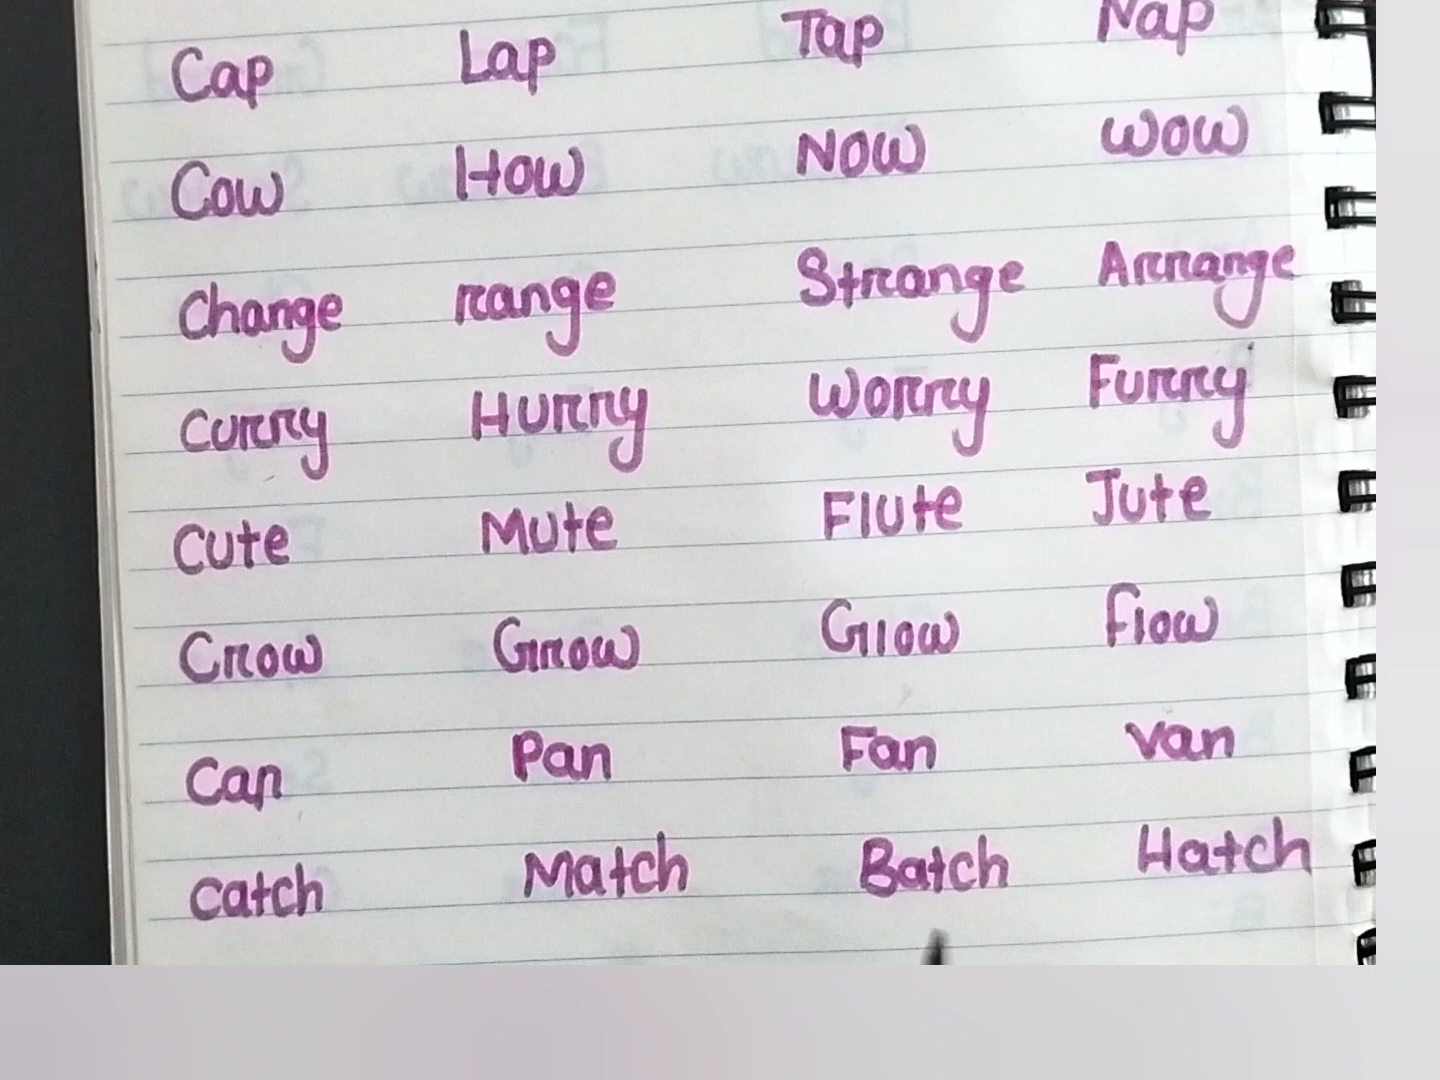 Cap Lap Tap Nap
Cow How Now wow
Change range Strange Arrange
Curry Hurry Worry Furry
Cute Mute Flute Jute
Crow Grow Glow flow
Can Pan Fan van
catch Match Batch Hatch